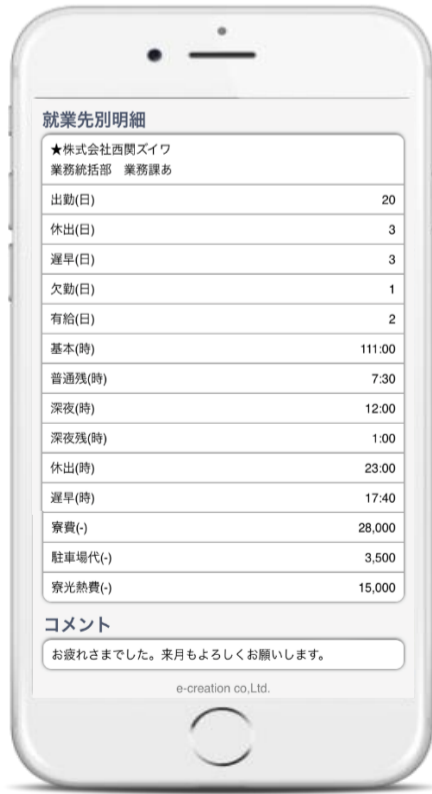 就業先別明細
★株式会社西関ズイワ
業務統括部 業務課あ
出勤(日) 20
休出(日) 3
遅早(日) 3
欠勤(日) 1
有給(日) 2
基本(時) 111:00
普通残(時) 7:30
深夜(時) 12:00
深夜残(時) 1:00
休出(時) 23:00
遅早(時) 17:40
寮費(-) 28,000
駐車場代(-) 3,500
寮光熱費(-) 15,000
コメント
お疲れさまでした。来月もよろしくお願いします。
e-creation co,Ltd.